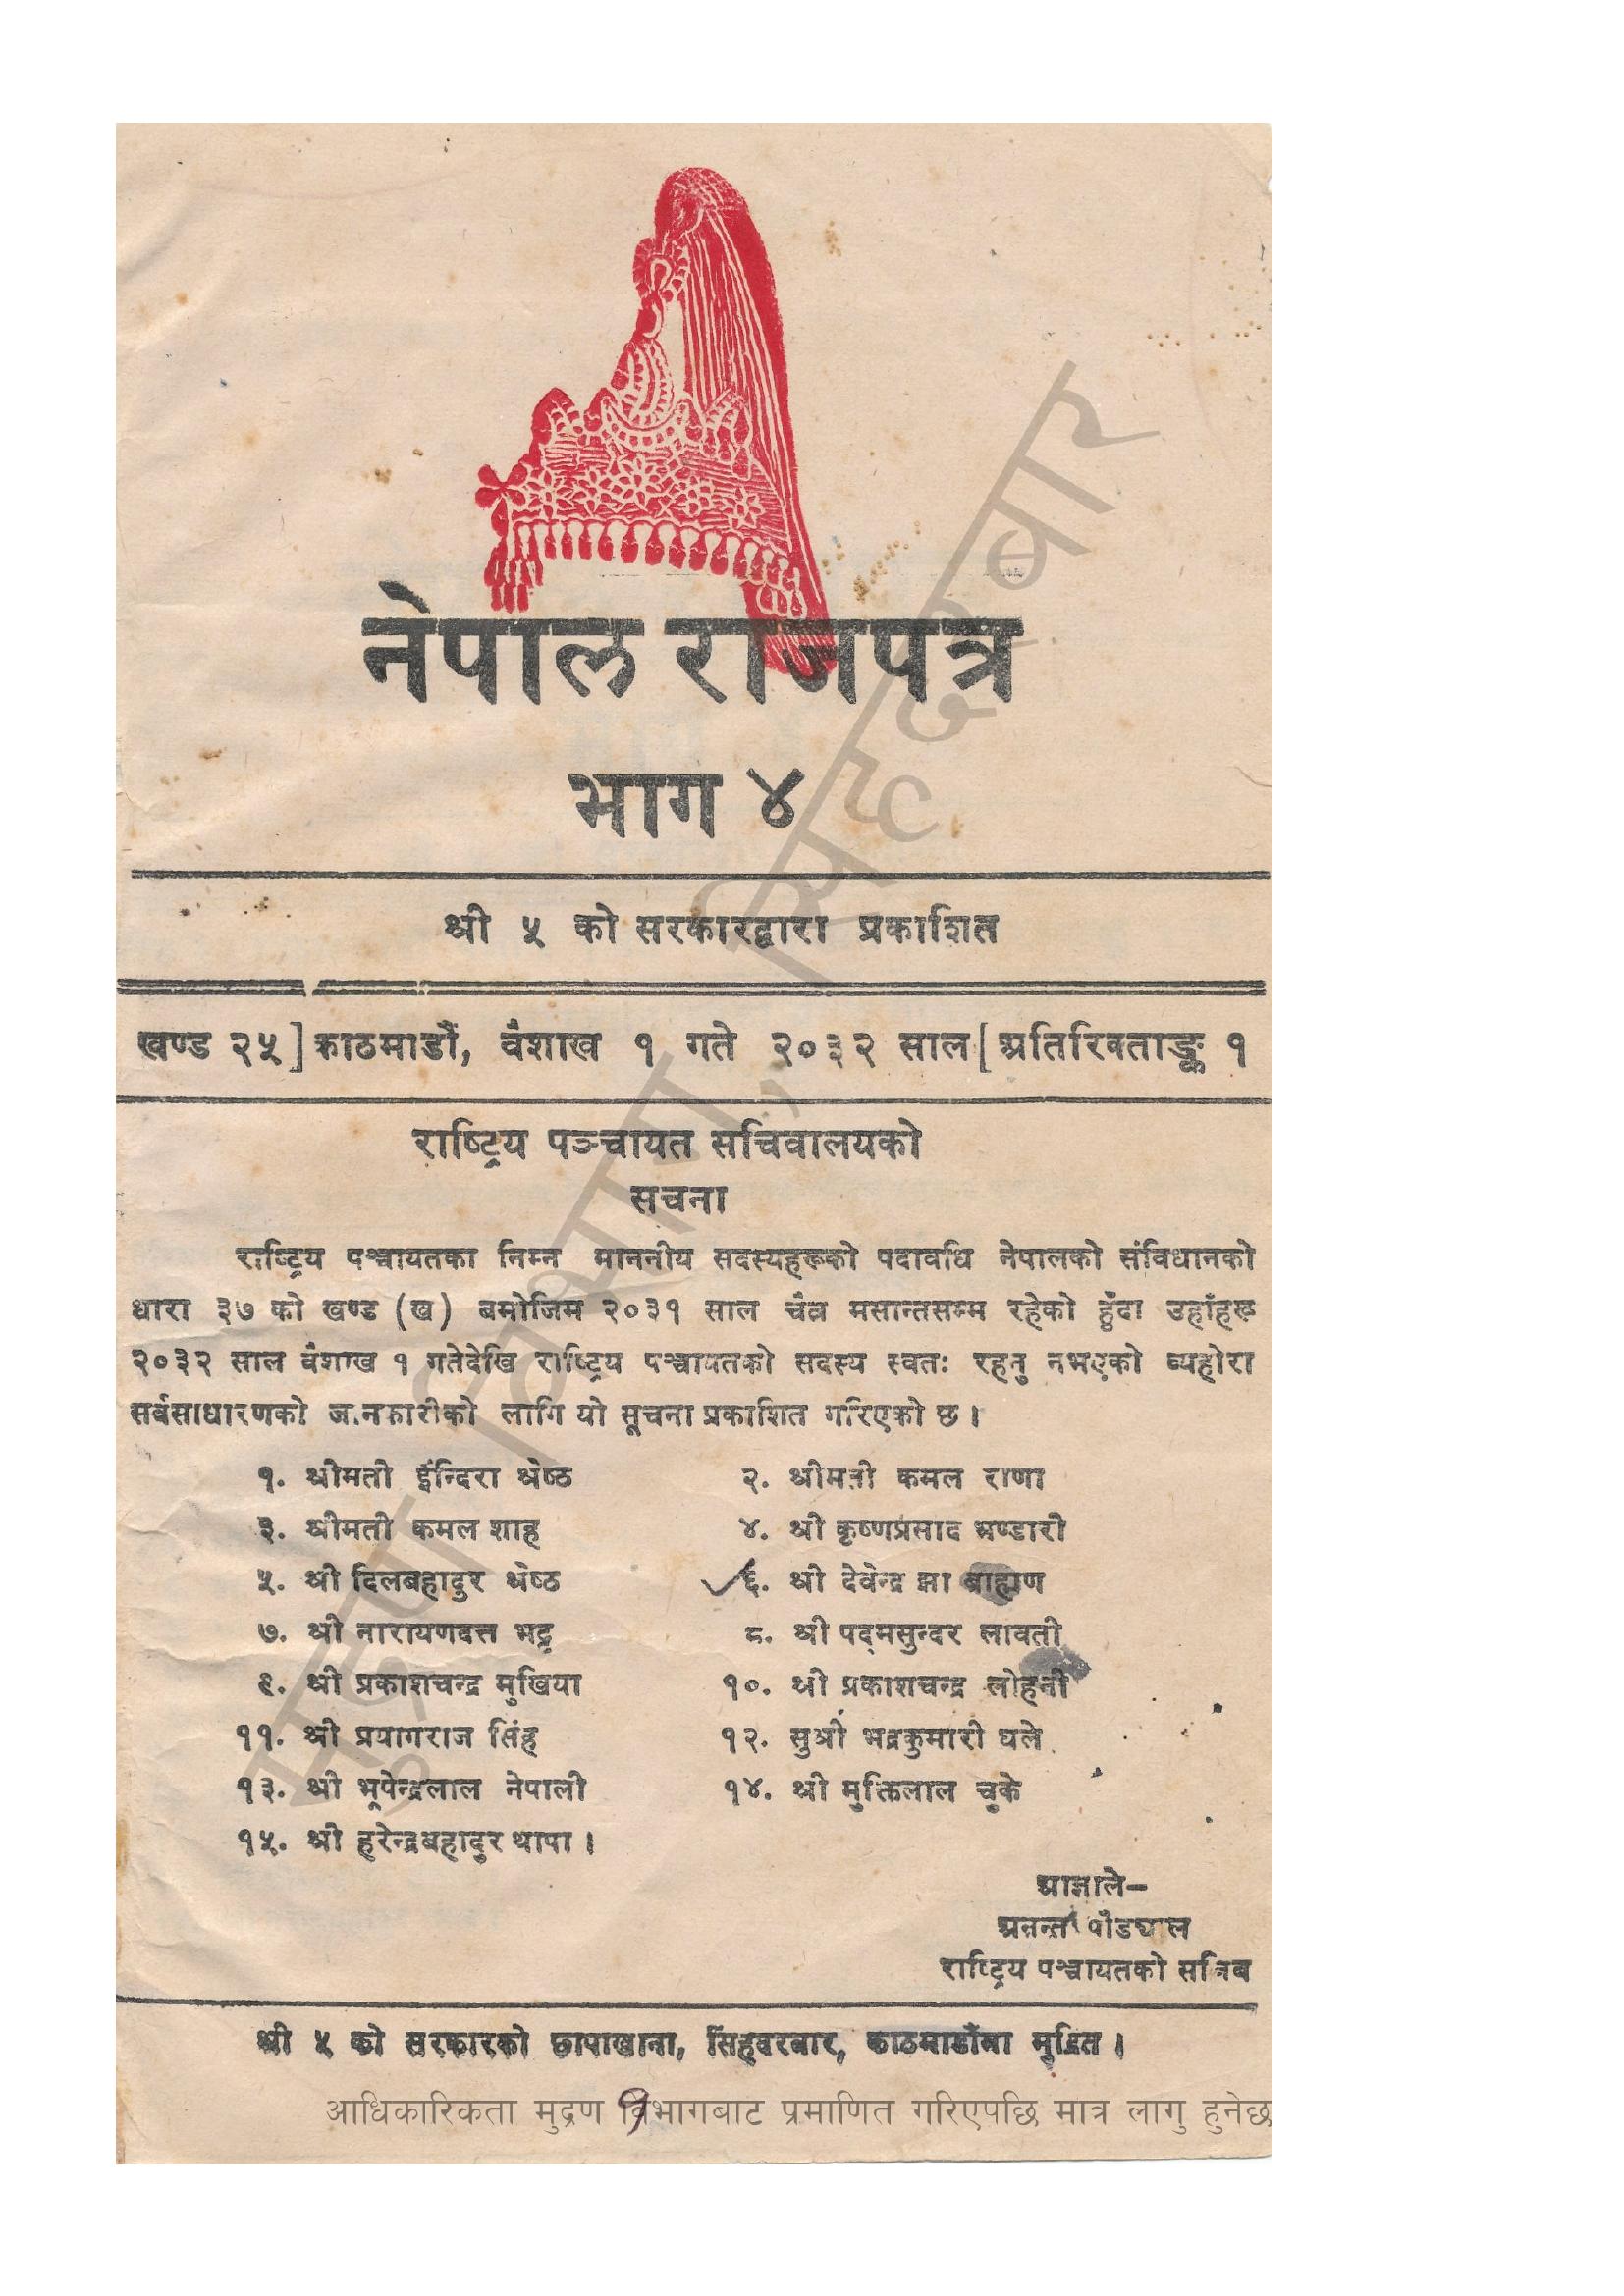 नेपाल राजपत्र
भाग ४
श्री ५ को सरकारद्वारा प्रकाशित
खण्ड २५] काठमाडौं, वैशाख १ गते २०३२ साल [अतिरिक्ताङ्क १
राष्ट्रिय पञ्चायत सचिवालयको
सूचना
राष्ट्रिय पञ्चायतका निम्न माननीय सदस्यहरूको पदावधि नेपालको संविधानको
धारा ३७ को खण्ड (ख) बमोजिम २०३१ साल चैत्र मसान्तसम्म रहेको हुँदा उहाँहरू
२०३२ साल वैशाख १ गतेदेखि राष्ट्रिय पञ्चायतको सदस्य स्वतः रहनु नभएको व्यहोरा
सर्वसाधारणको जानकारीको लागि यो सूचना प्रकाशित गरिएको छ।
१. श्रीमती इन्दिरा श्रेष्ठ २. श्रीमती कमल राणा
३. श्रीमती कमल शाह ४. श्री कृष्णप्रसाद भण्डारी
५. श्री दिलबहादुर श्रेष्ठ ६. श्री देवेन्द्र झा ब्राह्मण
७. श्री नारायणदत्त भट्ट ८. श्री पद्मसुन्दर लावती
९. श्री प्रकाशचन्द्र मुखिया १०. श्री प्रकाशचन्द्र लोहनी
११. श्री प्रयागराज सिंह १२. सुश्री भद्रकुमारी घले
१३. श्री भूपेन्द्रलाल नेपाली १४. श्री मुक्तिलाल चुके
१५. श्री हरेन्द्रबहादुर थापा।
आज्ञाले–
अनन्त पौड्याल
राष्ट्रिय पञ्चायतको सचिव
श्री ५ को सरकारको छापाखाना, सिंहदरबार, काठमाडौंमा मुद्रित।
१
आधिकारिकता मुद्रण विभागबाट प्रमाणित गरिएपछि मात्र लागु हुनेछ
मुद्रण विभाग, सिंहदरबार